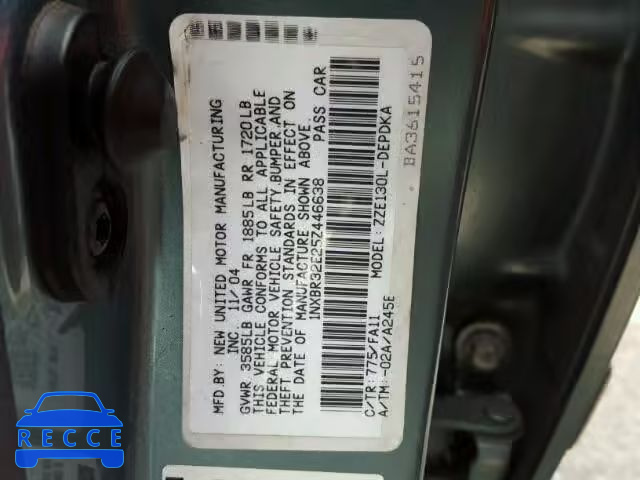 MFD BY: NEW UNITED MOTOR MANUFACTURING
INC. 11/04
GVWR 3585LB GAWR FR 1885LB RR 1720LB
THIS VEHICLE CONFORMS TO ALL APPLICABLE
FEDERAL MOTOR VEHICLE SAFETY,BUMPER,AND
THEFT PREVENTION STANDARDS IN EFFECT ON
THE DATE OF MANUFACTURE SHOWN ABOVE.
1NXBR32E25Z446638 PASS CAR
C/TR: 775/FA11 MODEL: ZZE130L-DEPDKA
A/TM: -02A/A245E
BA3615415
RECCE